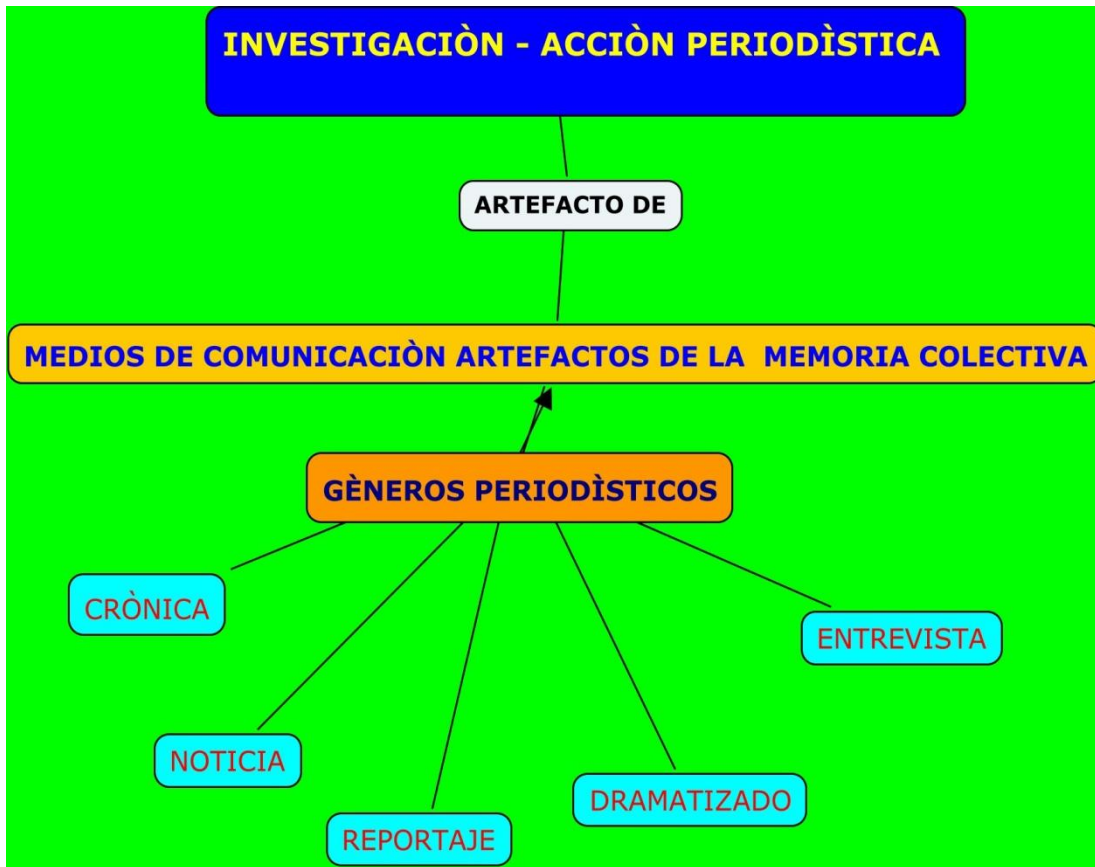 INVESTIGACIÒN - ACCIÒN PERIODÌSTICA
ARTEFACTO DE
MEDIOS DE COMUNICACIÒN ARTEFACTOS DE LA  MEMORIA COLECTIVA
GÈNEROS PERIODÌSTICOS
CRÒNICA
ENTREVISTA
NOTICIA
DRAMATIZADO
REPORTAJE